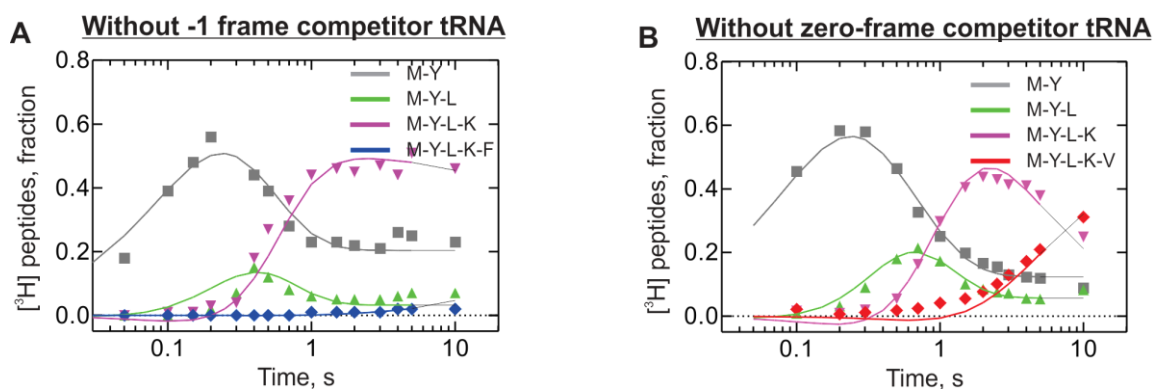 A
Without -1 frame competitor tRNA
0.8
0.6
0.4
0.2
0.0
[³H] peptides, fraction
M-Y
M-Y-L
M-Y-L-K
M-Y-L-K-F
0.1
1
10
Time, s
B
Without zero-frame competitor tRNA
0.8
0.6
0.4
0.2
0.0
[³H] peptides, fraction
M-Y
M-Y-L
M-Y-L-K
M-Y-L-K-V
0.1
1
10
Time, s